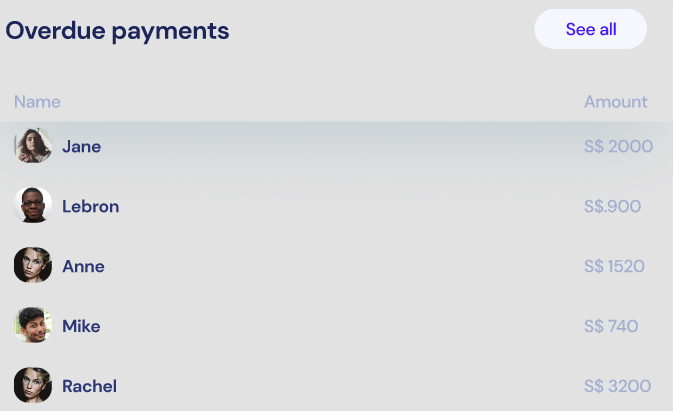 Overdue payments See all
Name Amount
Jane S$ 2000
Lebron S$.900
Anne S$ 1520
Mike S$ 740
Rachel S$ 3200